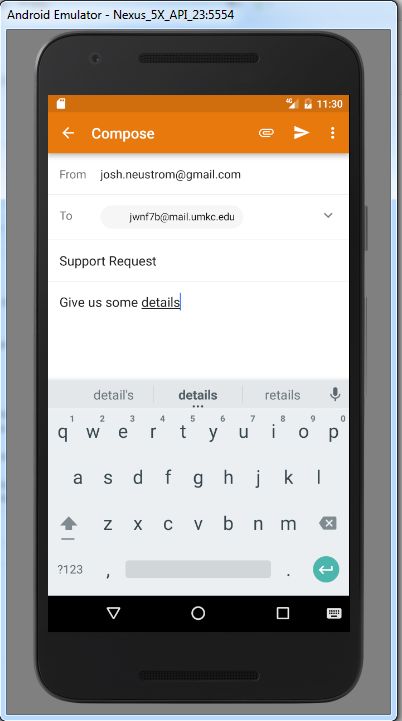 Android Emulator - Nexus_5X_API_23:5554
4G 11:30
Compose
From josh.neustrom@gmail.com
To jwnf7b@mail.umkc.edu
Support Request
Give us some details
detail's details retails
1 2 3 4 5 6 7 8 9 0
q w e r t y u i o p
a s d f g h j k l
z x c v b n m
?123 , .